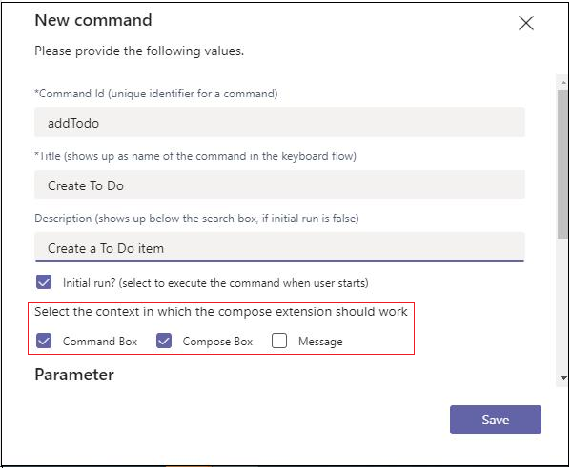 New command
Please provide the following values.
*Command Id (unique identifier for a command)
addTodo
*Title (shows up as name of the command in the keyboard flow)
Create To Do
Description (shows up below the search box, if initial run is false)
Create a To Do item
Initial run? (select to execute the command when user starts)
Select the context in which the compose extension should work
Command Box Compose Box Message
Parameter
Save